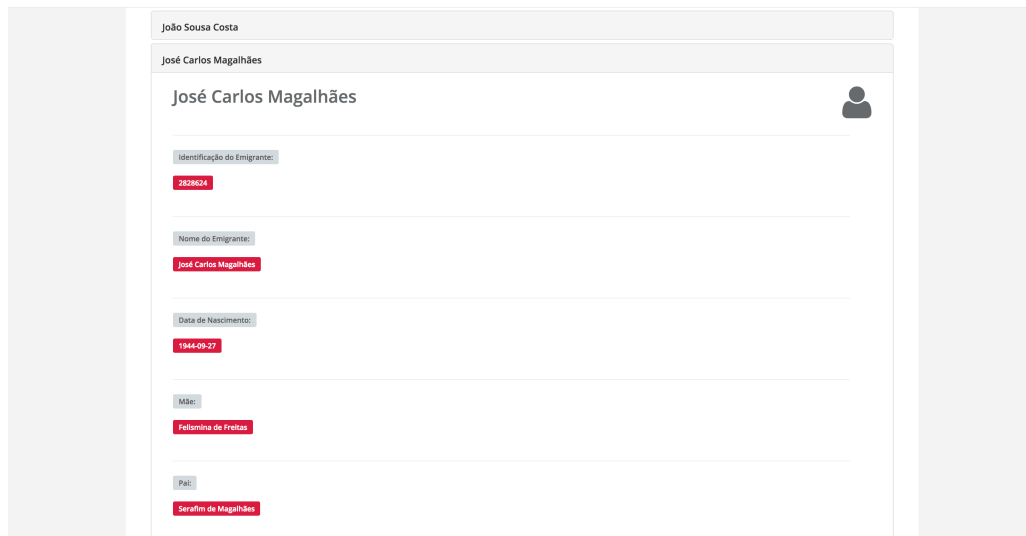 João Sousa Costa
José Carlos Magalhães
José Carlos Magalhães
Identificação do Emigrante:
2828624
Nome do Emigrante:
José Carlos Magalhães
Data de Nascimento:
1944-09-27
Mãe:
Felismina de Freitas
Pai:
Serafim de Magalhães